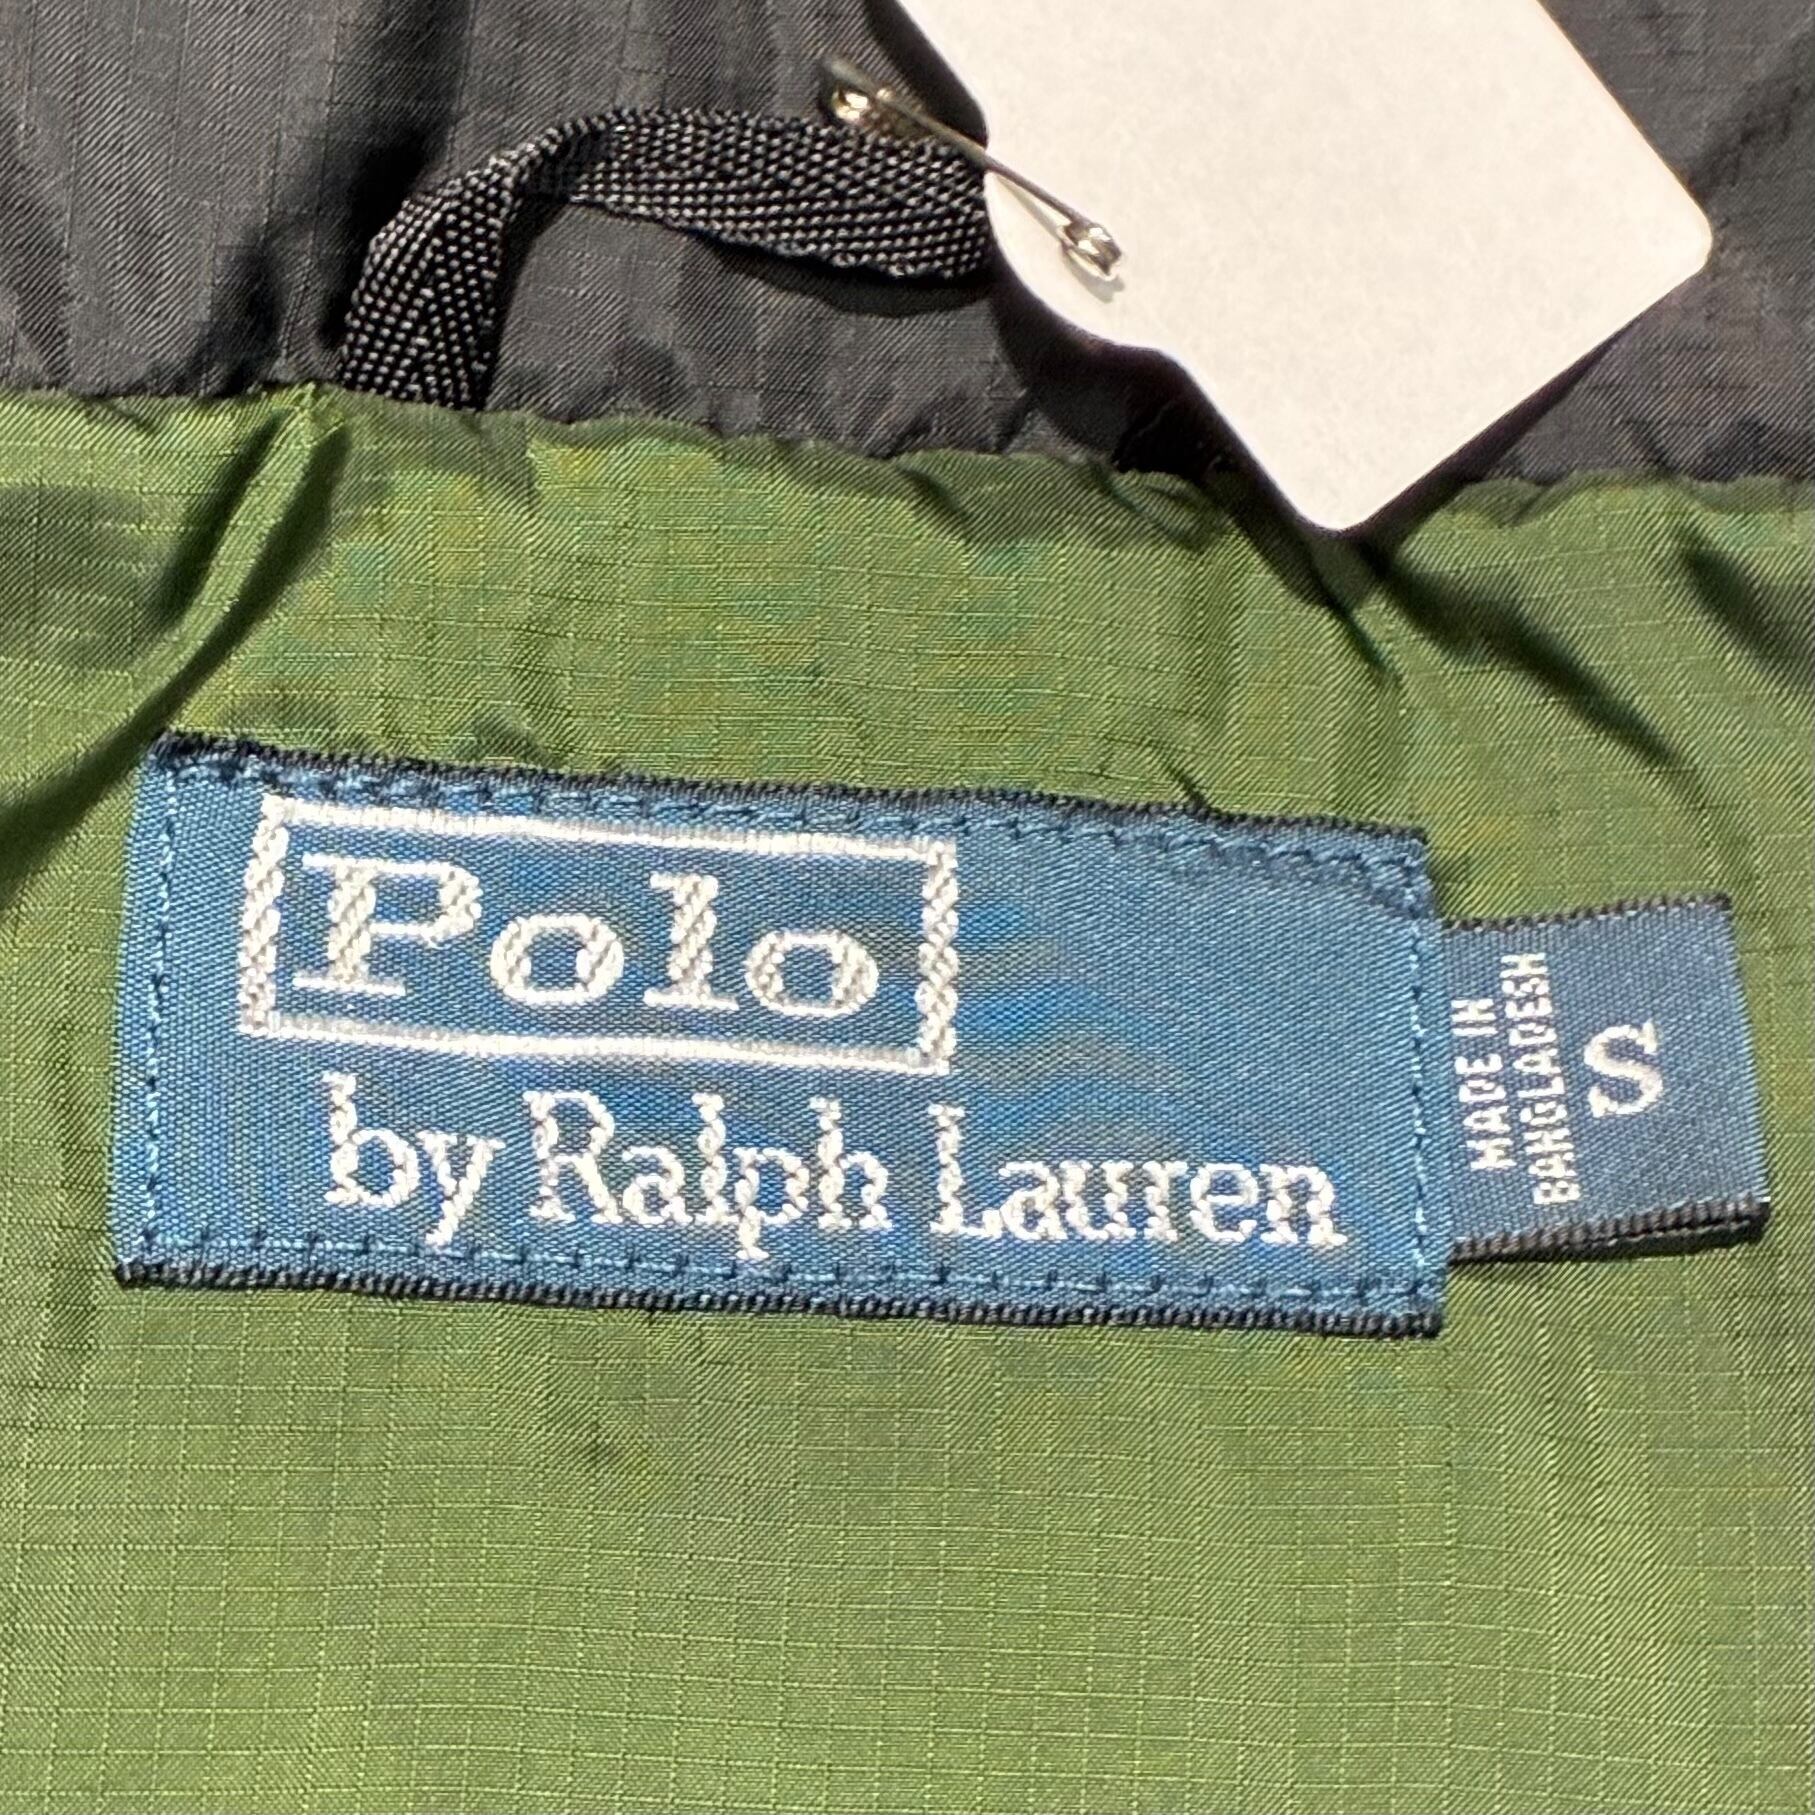 Polo
by Ralph Lauren
MADE IN
BANGLADESH
S